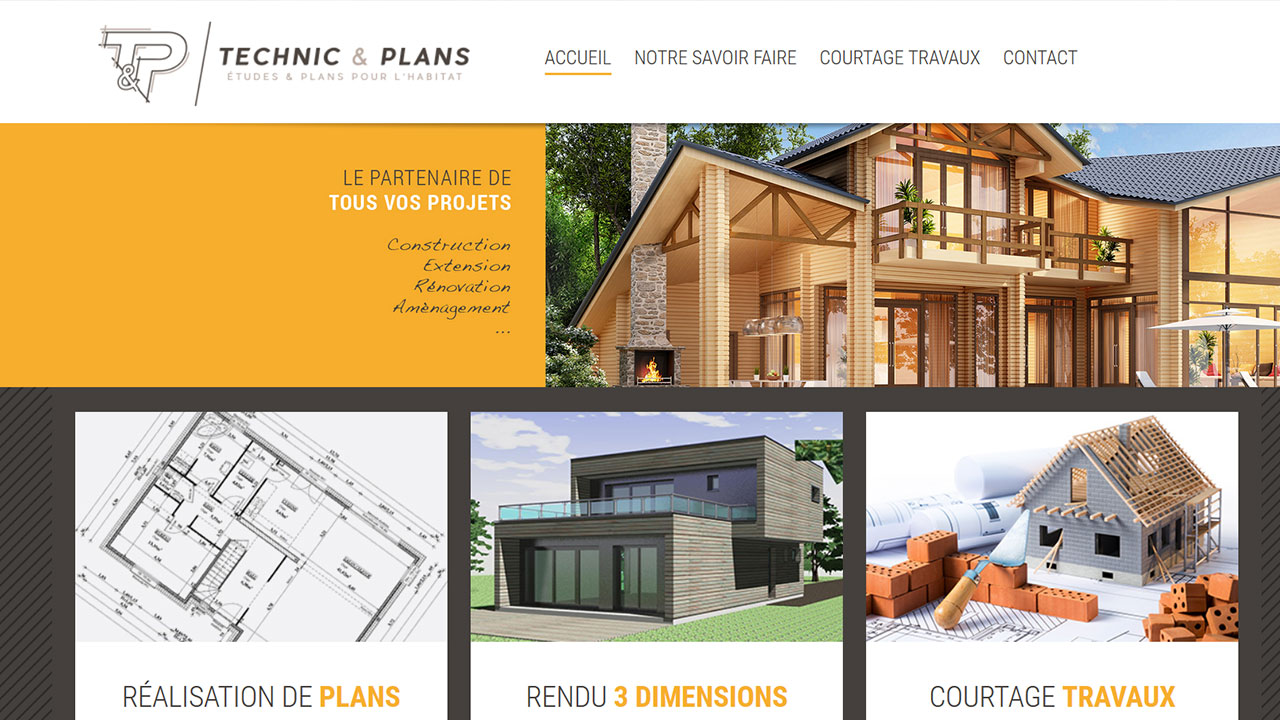 T&P
TECHNIC & PLANS
ÉTUDES & PLANS POUR L'HABITAT
ACCUEIL NOTRE SAVOIR FAIRE COURTAGE TRAVAUX CONTACT
LE PARTENAIRE DE
TOUS VOS PROJETS
Construction
Extension
Rénovation
Amènagement
...
RÉALISATION DE PLANS
RENDU 3 DIMENSIONS
COURTAGE TRAVAUX